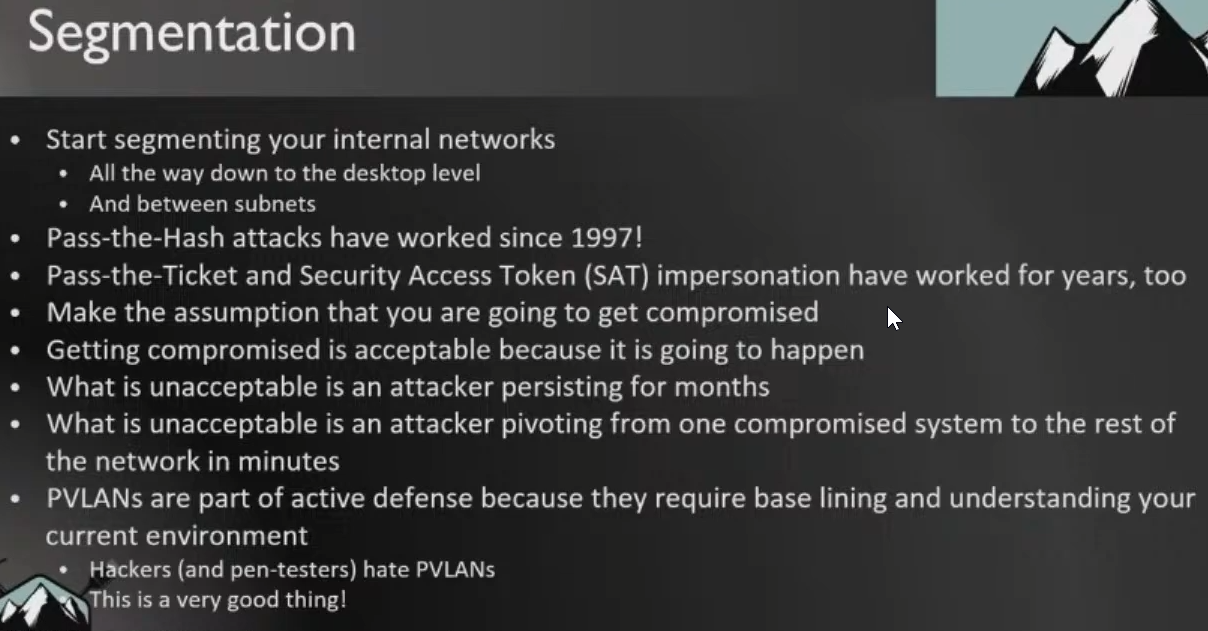 Segmentation
• Start segmenting your internal networks
• All the way down to the desktop level
• And between subnets
• Pass-the-Hash attacks have worked since 1997!
• Pass-the-Ticket and Security Access Token (SAT) impersonation have worked for years, too
• Make the assumption that you are going to get compromised
• Getting compromised is acceptable because it is going to happen
• What is unacceptable is an attacker persisting for months
• What is unacceptable is an attacker pivoting from one compromised system to the rest of
the network in minutes
• PVLANs are part of active defense because they require base lining and understanding your
current environment
• Hackers (and pen-testers) hate PVLANs
• This is a very good thing!